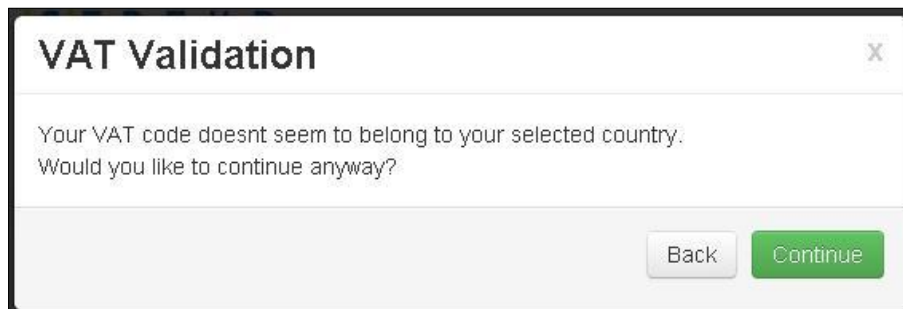 VAT Validation
x
Your VAT code doesnt seem to belong to your selected country.
Would you like to continue anyway?
Back
Continue